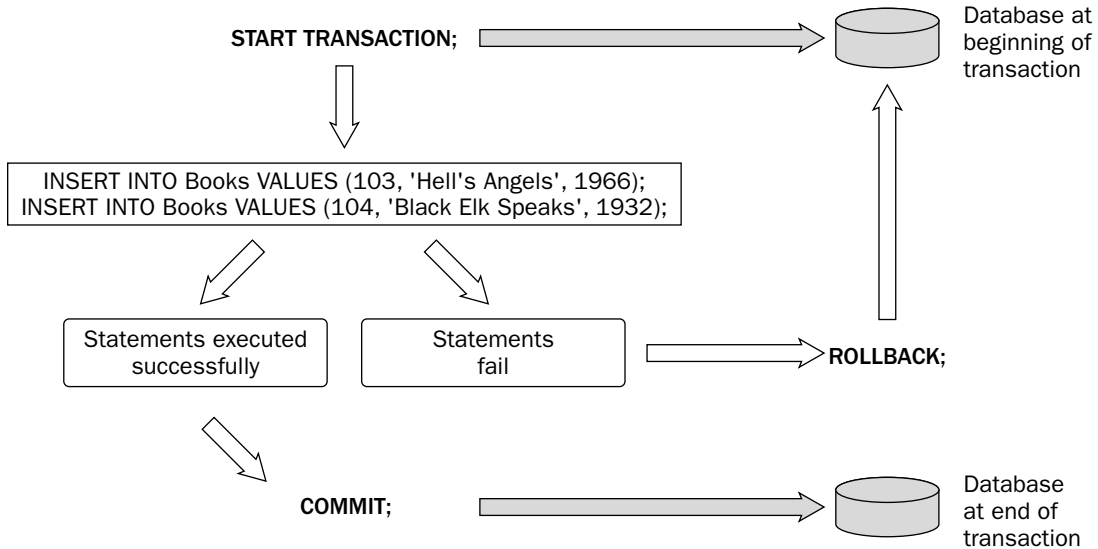 START TRANSACTION;
Database at
beginning of
transaction
INSERT INTO Books VALUES (103, 'Hell's Angels', 1966);
INSERT INTO Books VALUES (104, 'Black Elk Speaks', 1932);
Statements executed
successfully
Statements
fail
ROLLBACK;
COMMIT;
Database
at end of
transaction